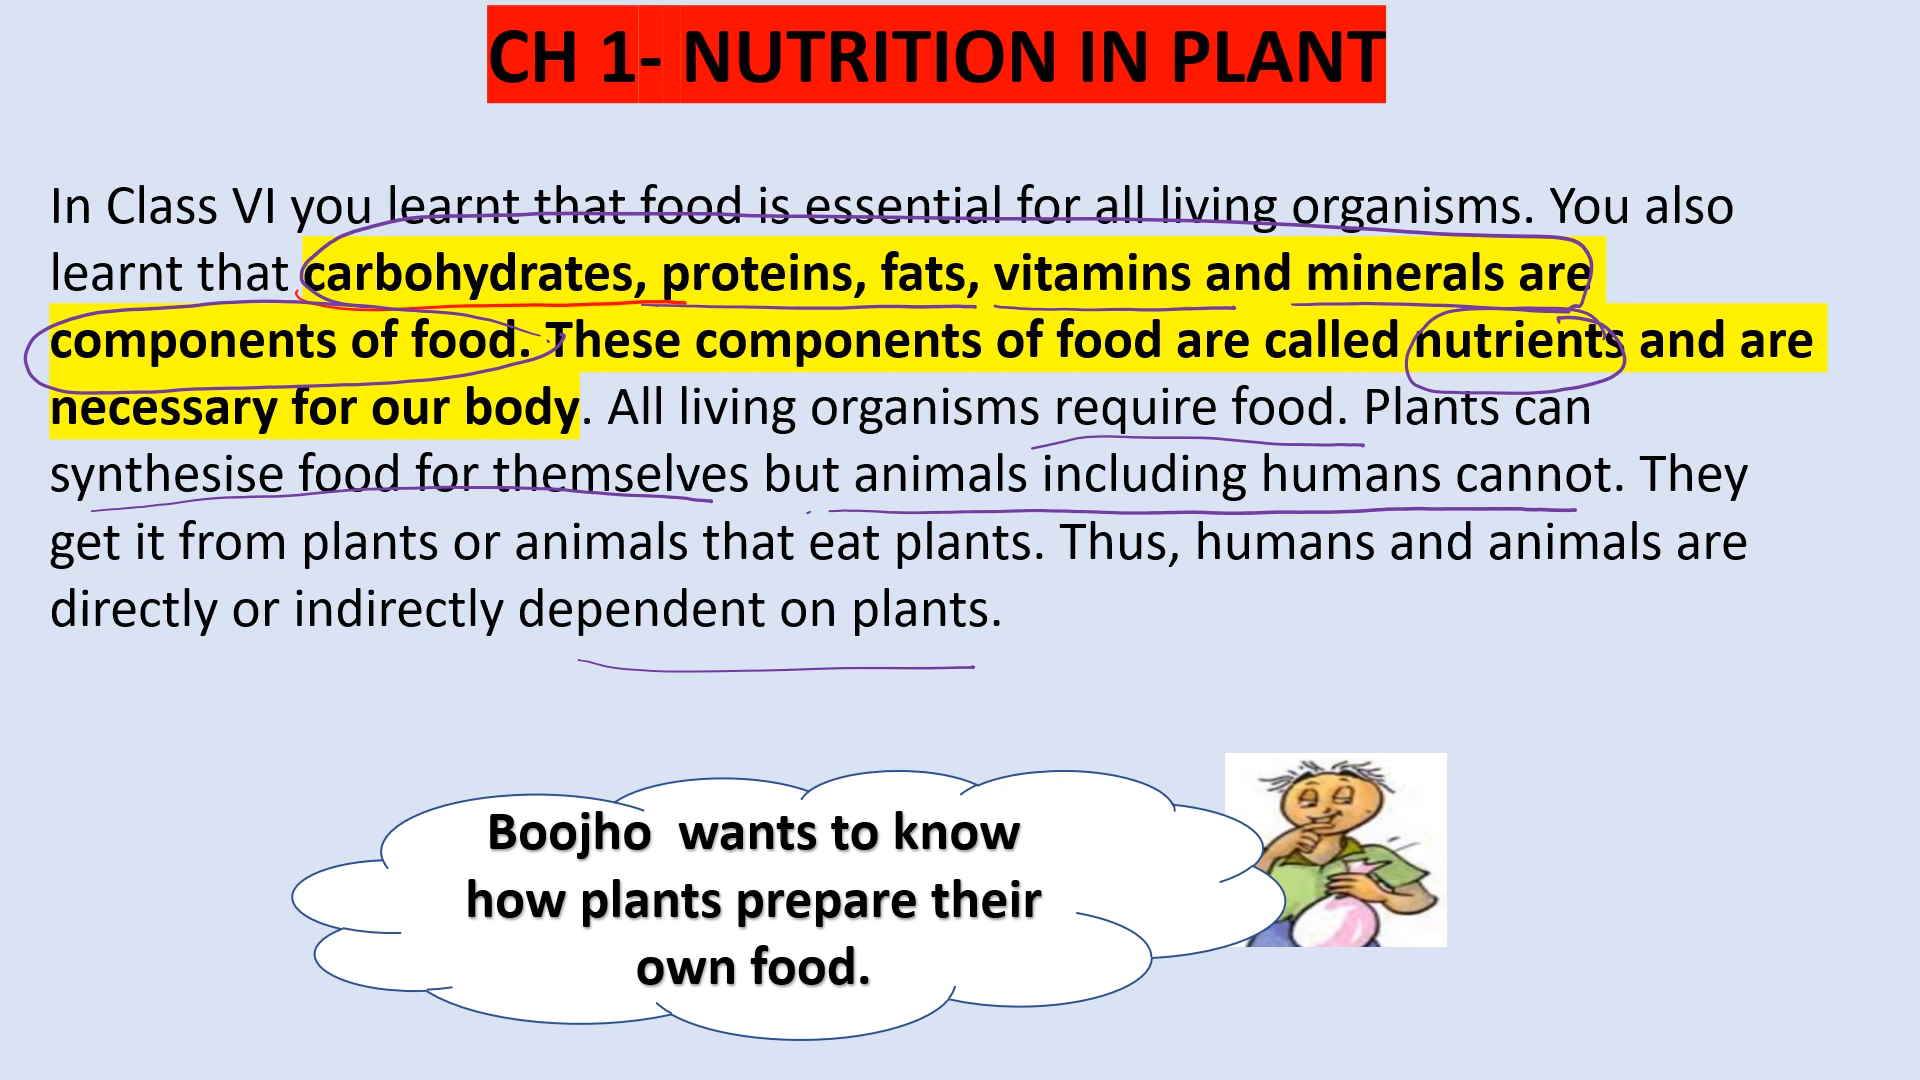 CH 1- NUTRITION IN PLANT
In Class VI you learnt that food is essential for all living organisms. You also
learnt that carbohydrates, proteins, fats, vitamins and minerals are
components of food. These components of food are called nutrients and are
necessary for our body. All living organisms require food. Plants can
synthesise food for themselves but animals including humans cannot. They
get it from plants or animals that eat plants. Thus, humans and animals are
directly or indirectly dependent on plants.
Boojho  wants to know
how plants prepare their
own food.